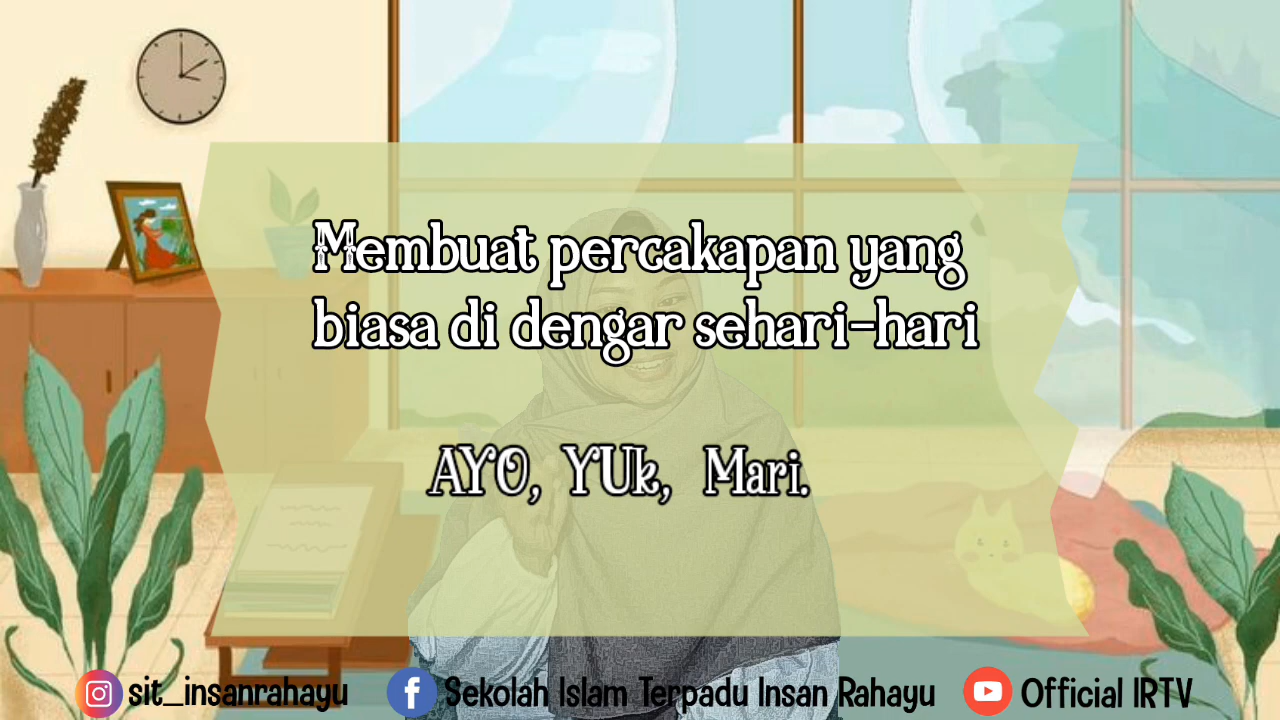 Membuat percakapan yang
biasa di dengar sehari-hari
AYO, YUk, Mari.
sit_insanrahayu Sekolah Islam Terpadu Insan Rahayu Official IRTV